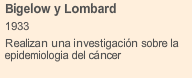 Bigelow y Lombard
1933
Realizan una investigación sobre la
epidemiologia del cáncer